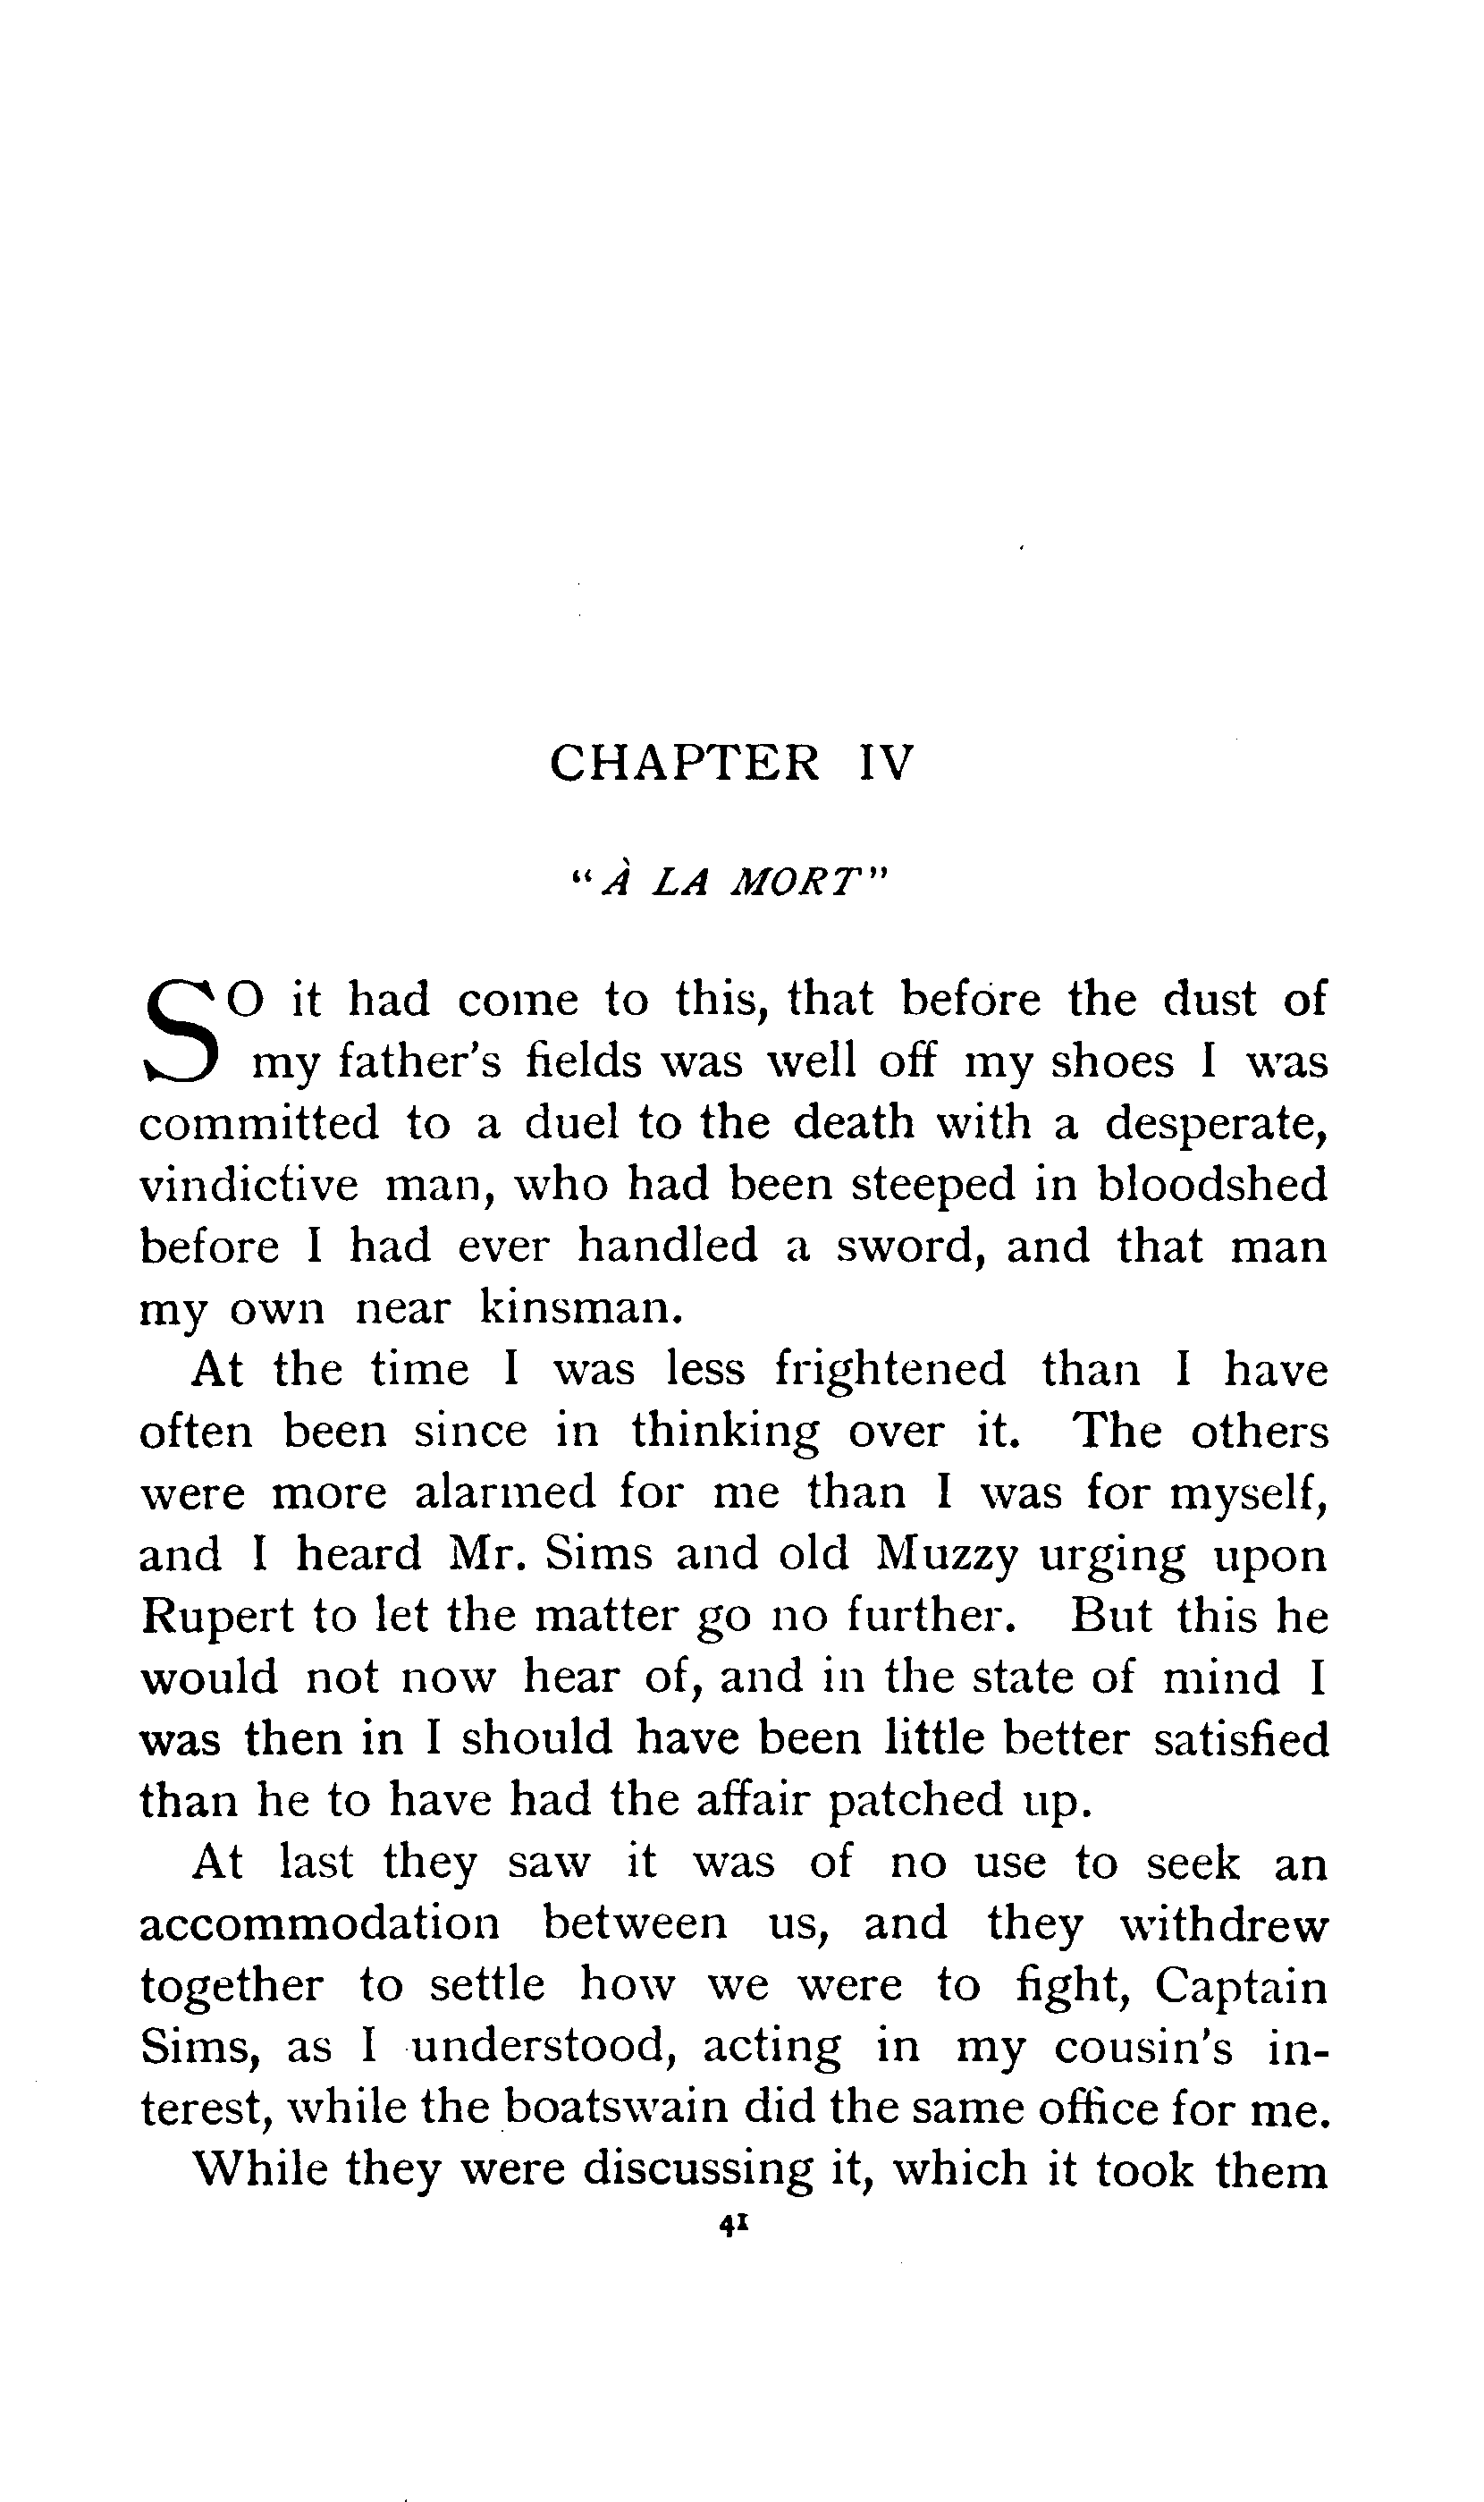 CHAPTER IV
"À LA MORT"
SO it had come to this, that before the dust of
my father's fields was well off my shoes I was
committed to a duel to the death with a desperate,
vindictive man, who had been steeped in bloodshed
before I had ever handled a sword, and that man
my own near kinsman.
At the time I was less frightened than I have
often been since in thinking over it. The others
were more alarmed for me than I was for myself,
and I heard Mr. Sims and old Muzzy urging upon
Rupert to let the matter go no further. But this he
would not now hear of, and in the state of mind I
was then in I should have been little better satisfied
than he to have had the affair patched up.
At last they saw it was of no use to seek an
accommodation between us, and they withdrew
together to settle how we were to fight, Captain
Sims, as I understood, acting in my cousin's in-
terest, while the boatswain did the same office for me.
While they were discussing it, which it took them
41